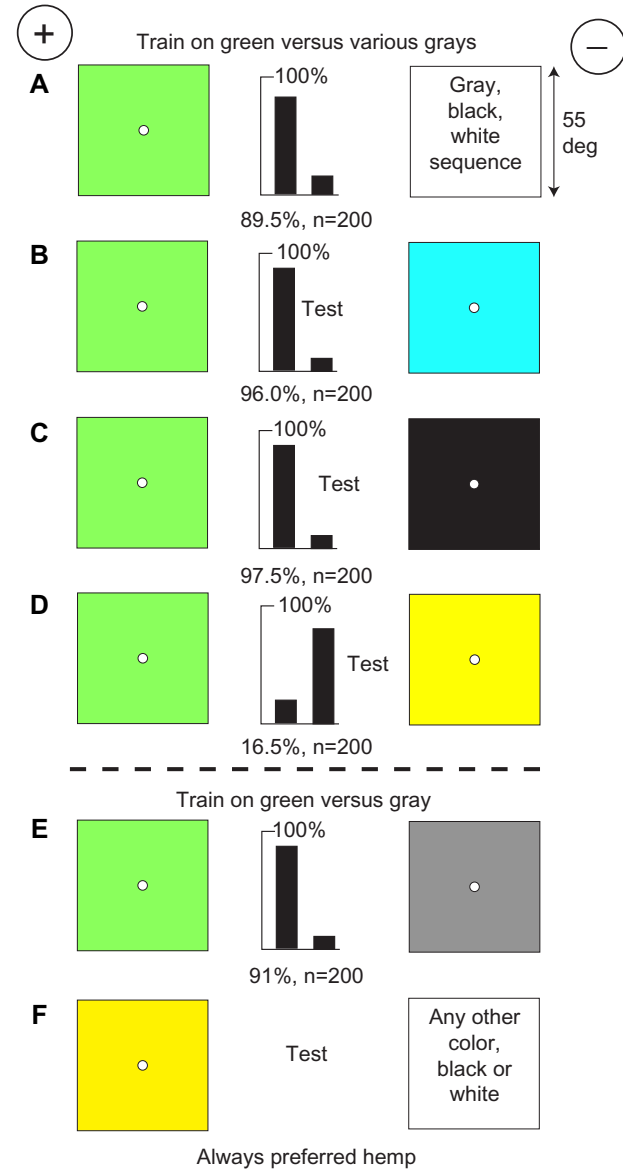 +
−
Train on green versus various grays
A
100%
Gray,
black,
white
sequence
55
deg
89.5%, n=200
B
100%
Test
96.0%, n=200
C
100%
Test
97.5%, n=200
D
100%
Test
16.5%, n=200
Train on green versus gray
E
100%
91%, n=200
F
Test
Any other
color,
black or
white
Always preferred hemp